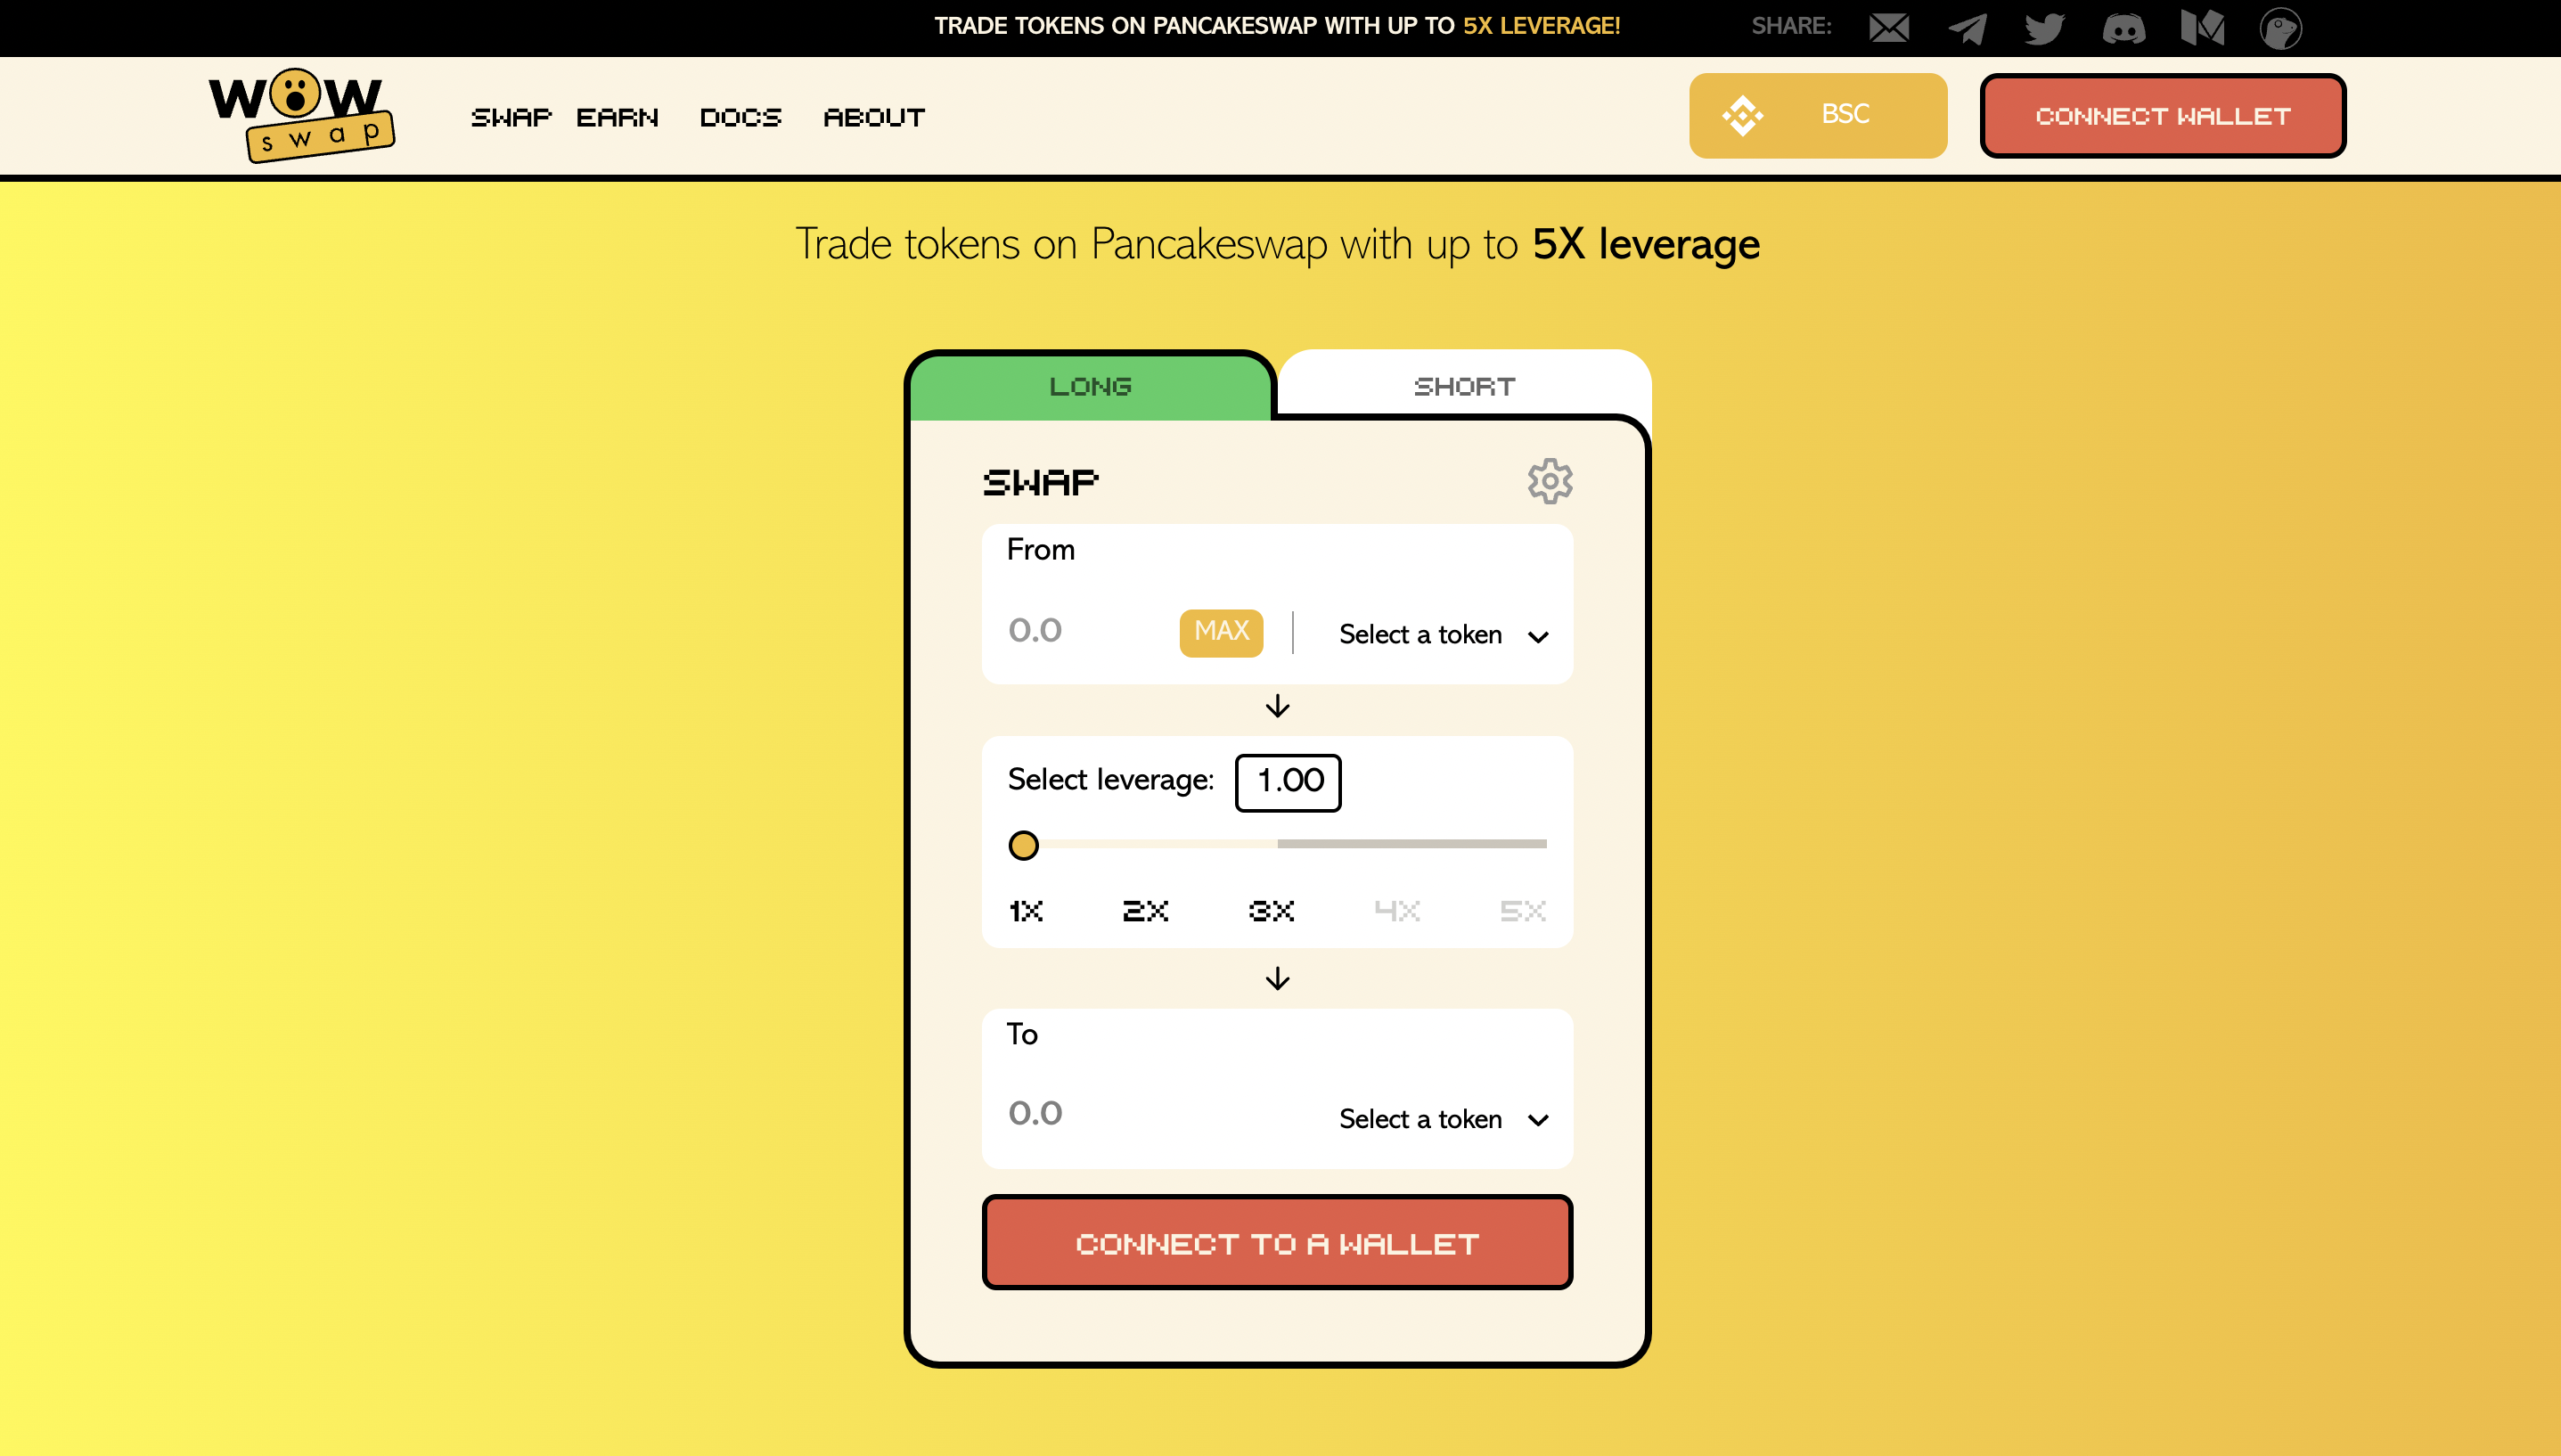 TRADE TOKENS ON PANCAKESWAP WITH UP TO 5X LEVERAGE! SHARE:
WOW
swap
SWAP EARN DOCS ABOUT BSC CONNECT WALLET
Trade tokens on Pancakeswap with up to 5X leverage
LONG SHORT
SWAP
From
0.0 MAX Select a token
Select leverage: 1.00
1X 2X 3X 4X 5X
To
0.0 Select a token
CONNECT TO A WALLET